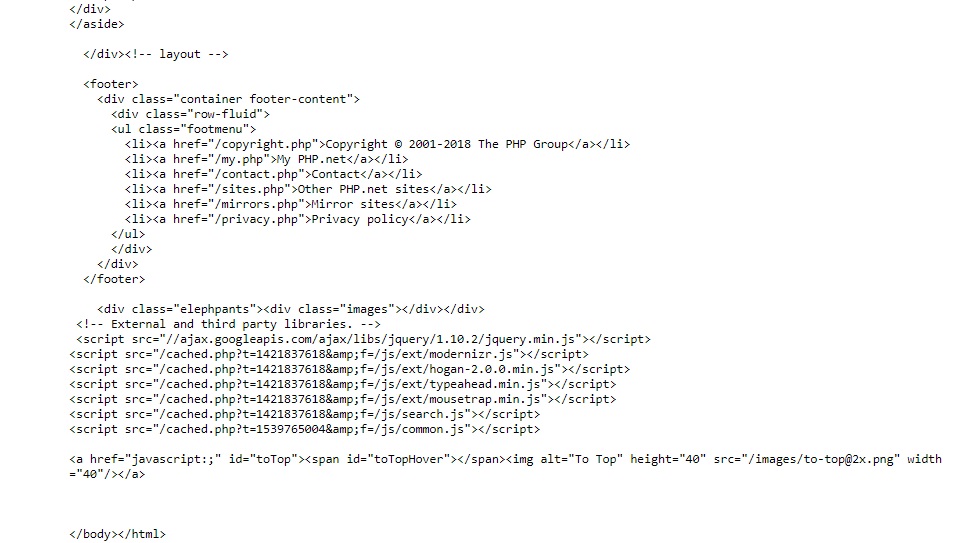 </div>
</aside>
</div><!-- layout -->
<footer>
<div class="container footer-content">
<div class="row-fluid">
<ul class="footmenu">
<li><a href="/copyright.php">Copyright © 2001-2018 The PHP Group</a></li>
<li><a href="/my.php">My PHP.net</a></li>
<li><a href="/contact.php">Contact</a></li>
<li><a href="/sites.php">Other PHP.net sites</a></li>
<li><a href="/mirrors.php">Mirror sites</a></li>
<li><a href="/privacy.php">Privacy policy</a></li>
</ul>
</div>
</div>
</footer>
<div class="elephpants"><div class="images"></div></div>
<!-- External and third party libraries. -->
<script src="//ajax.googleapis.com/ajax/libs/jquery/1.10.2/jquery.min.js"></script>
<script src="/cached.php?t=1421837618&amp;f=/js/ext/modernizr.js"></script>
<script src="/cached.php?t=1421837618&amp;f=/js/ext/hogan-2.0.0.min.js"></script>
<script src="/cached.php?t=1421837618&amp;f=/js/ext/typeahead.min.js"></script>
<script src="/cached.php?t=1421837618&amp;f=/js/ext/mousetrap.min.js"></script>
<script src="/cached.php?t=1421837618&amp;f=/js/search.js"></script>
<script src="/cached.php?t=1539765004&amp;f=/js/common.js"></script>
<a href="javascript:;" id="toTop"><span id="toTopHover"></span><img alt="To Top" height="40" src="/images/to-top@2x.png" width
="40"/></a>
</body></html>